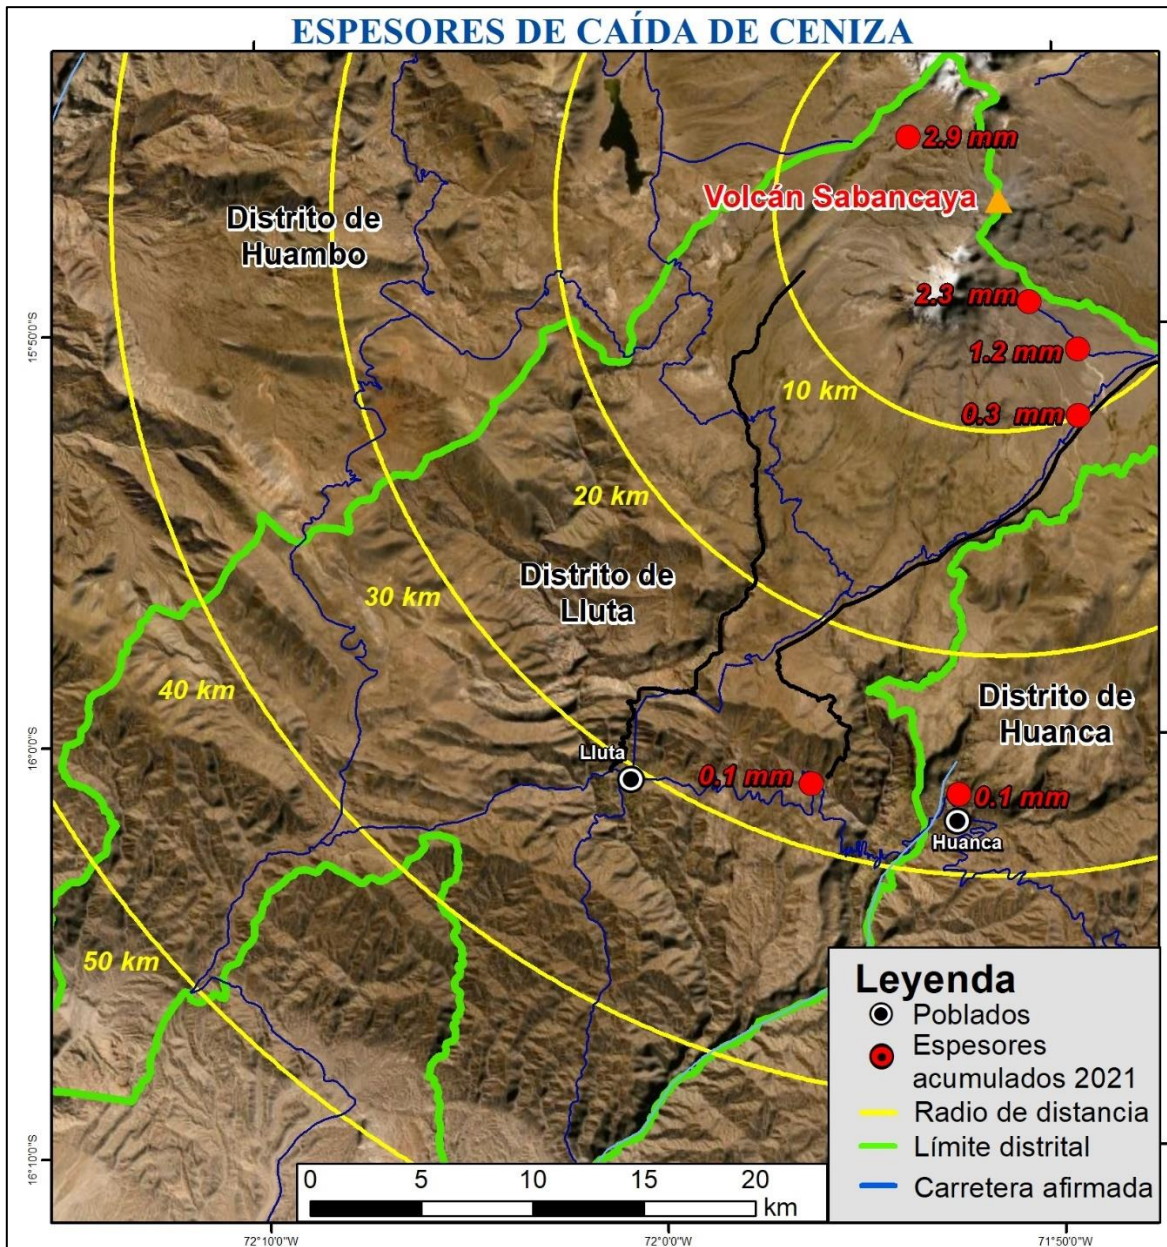 ESPESORES DE CAÍDA DE CENIZA
2.9 mm
Volcán Sabancaya
Distrito de
Huambo
2.3 mm
15°50'0"S
1.2 mm
10 km
0.3 mm
20 km
Distrito de
Lluta
30 km
40 km
Distrito de
Huanca
16°0'0"S
Lluta
0.1 mm
0.1 mm
Huanca
50 km
Leyenda
Poblados
Espesores
acumulados 2021
Radio de distancia
Límite distrital
Carretera afirmada
16°10'0"S
0 5 10 15 20
km
72°10'0"W 72°0'0"W 71°50'0"W